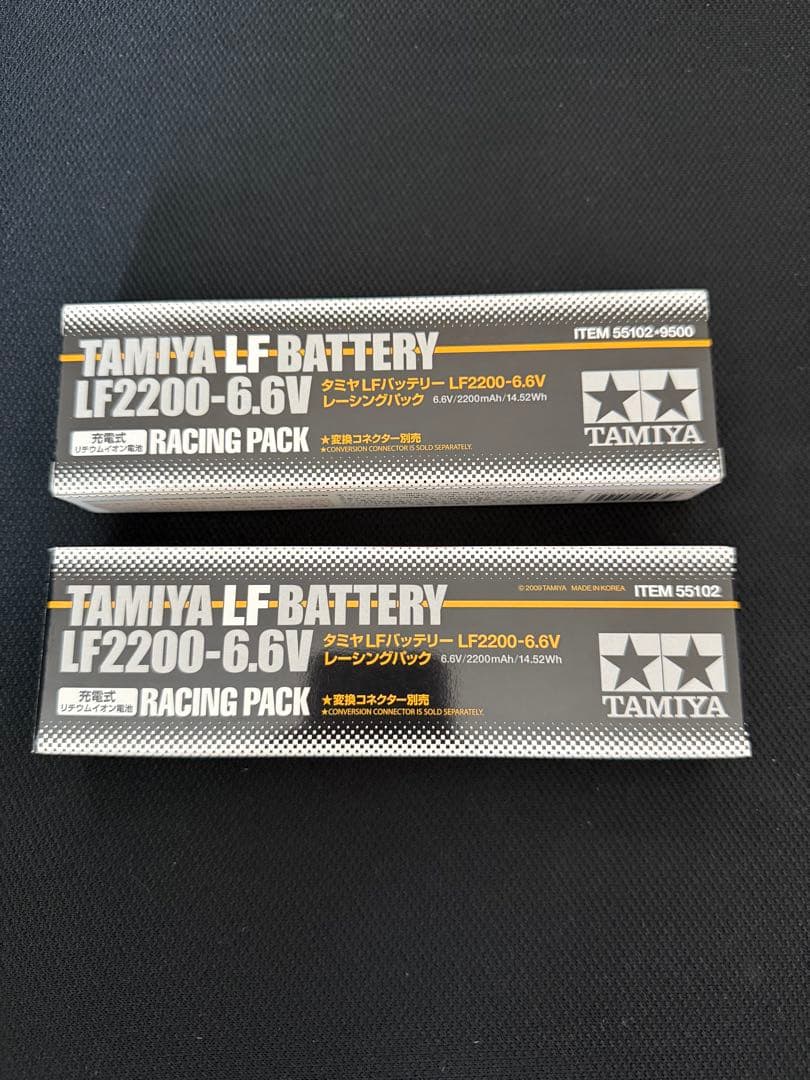 ITEM 55102•9500
TAMIYA LF BATTERY
LF2200-6.6V
タミヤLFバッテリー LF2200-6.6V
レーシングパック 6.6V/2200mAh/14.52Wh
充電式
リチウムイオン電池
RACING PACK
★変換コネクター別売
★CONVERSION CONNECTOR IS SOLD SEPARATELY.
TAMIYA
© 2009 TAMIYA MADE IN KOREA ITEM 55102
TAMIYA LF BATTERY
LF2200-6.6V
タミヤLFバッテリー LF2200-6.6V
レーシングパック 6.6V/2200mAh/14.52Wh
充電式
リチウムイオン電池
RACING PACK
★変換コネクター別売
★CONVERSION CONNECTOR IS SOLD SEPARATELY.
TAMIYA